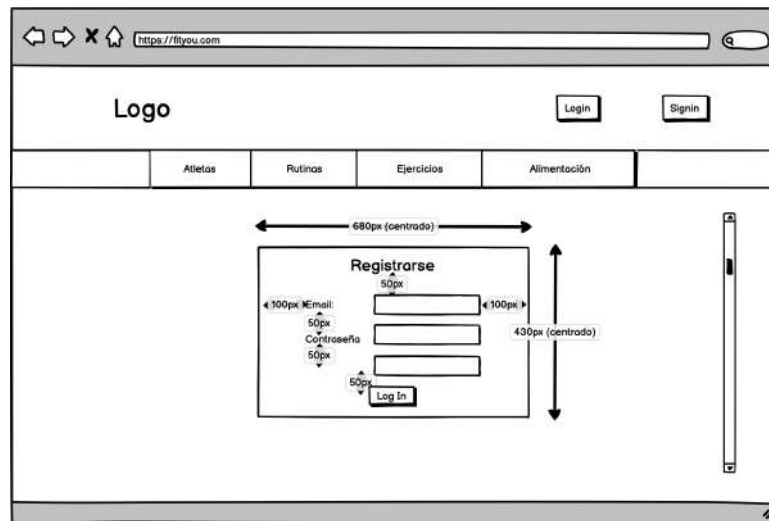 https://fityou.com
Logo
Login
Signin
Atletas
Rutinas
Ejercicios
Alimentación
680px (centrado)
Registrarse
50px
100px
Email:
100px
50px
430px (centrado)
Contraseña
50px
50px
Log In